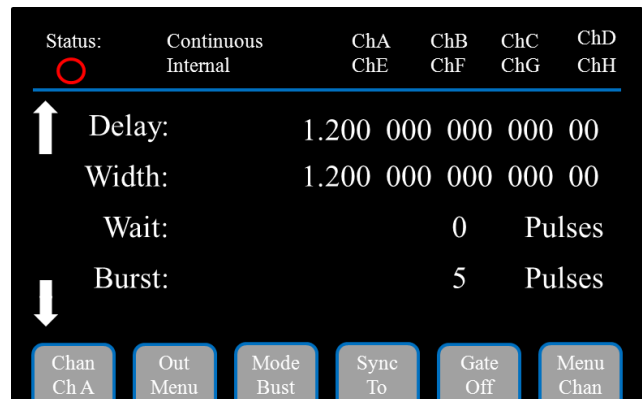 Status: Continuous ChA ChB ChC ChD
Internal ChE ChF ChG ChH
Delay: 1.200 000 000 000 00
Width: 1.200 000 000 000 00
Wait: 0 Pulses
Burst: 5 Pulses
Chan Out Mode Sync Gate Menu
Ch A Menu Bust To Off Chan